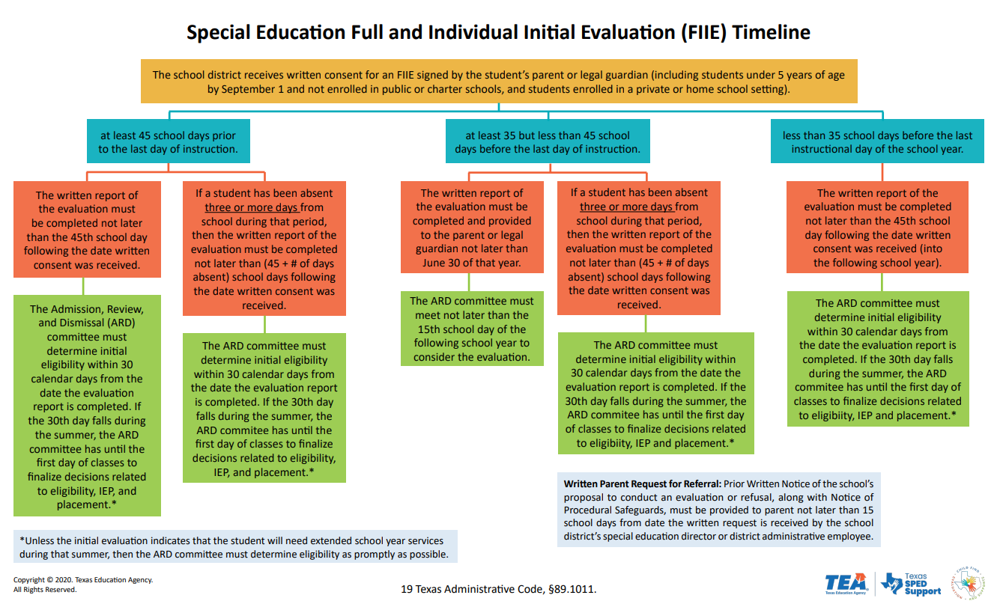 Special Education Full and Individual Initial Evaluation (FIIE) Timeline
The school district receives written consent for an FIIE signed by the student's parent or legal guardian (including students under 5 years of age
by September 1 and not enrolled in public or charter schools, and students enrolled in a private or home school setting).
at least 45 school days prior
to the last day of instruction.
The written report of
the evaluation must
be completed not later
than the 45th school day
following the date written
consent was received.
The Admission, Review,
and Dismissal (ARD)
committee must
determine initial
eligibility within 30
calendar days from the
date the evaluation
report is completed. If
the 30th day falls during
the summer, the ARD
committee has until the
first day of classes to
finalize decisions related
to eligibility, IEP, and
placement.*
If a student has been absent
three or more days from
school during that period,
then the written report of the
evaluation must be completed
not later than (45 + # of days
absent) school days following
the date written consent was
received.
The ARD committee must
determine initial eligibility
within 30 calendar days from
the date the evaluation report
is completed. If the 30th day
falls during the summer, the
ARD commitee has until the
first day of classes to finalize
decisions related to eligibility,
IEP, and placement.*
at least 35 but less than 45 school
days before the last day of instruction.
The written report of
the evaluation must be
completed and provided
to the parent or legal
guardian not later than
June 30 of that year.
The ARD committee must
meet not later than the
15th school day of the
following school year to
consider the evaluation.
If a student has been absent
three or more days from
school during that period,
then the written report of the
evaluation must be completed
not later than (45 + # of days
absent) school days following
the date written consent was
received.
The ARD committee must
determine initial eligibility within
30 calendar days from the date the
evaluation report is completed. If the
30th day falls during the summer, the
ARD commitee has until the first day
of classes to finalize decisions related
to eligibiity, IEP and placement.*
less than 35 school days before the last
instructional day of the school year.
The written report of the
evaluation must be completed
not later than the 45th school
day following the date written
consent was received (into
the following school year).
The ARD committee must
determine initial eligibility
within 30 calendar days from
the date the evaluation report is
completed. If the 30th day falls
during the summer, the ARD
commitee has until the first day of
classes to finalize decisions related
to eligibiity, IEP and placement.*
Written Parent Request for Referral: Prior Written Notice of the school's
proposal to conduct an evaluation or refusal, along with Notice of
Procedural Safeguards, must be provided to parent not later than 15
school days from date the written request is received by the school
district's special education director or district administrative employee.
*Unless the initial evaluation indicates that the student will need extended school year services
during that summer, then the ARD committee must determine eligibility as promptly as possible.
Copyright © 2020. Texas Education Agency.
All Rights Reserved.
19 Texas Administrative Code, §89.1011.
TEA
Texas Education Agency
Texas
SPED
Support
CHILD FIND
EVALUATION